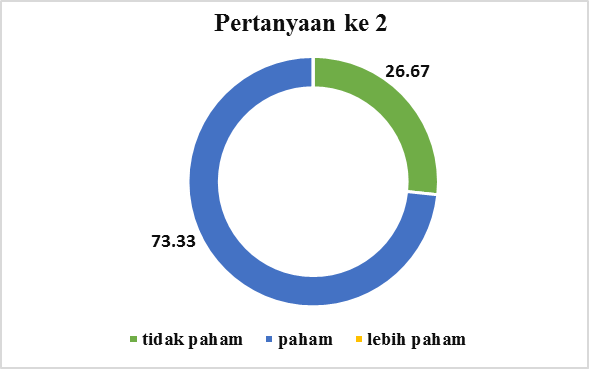 Pertanyaan ke 2
26.67
73.33
tidak paham paham lebih paham